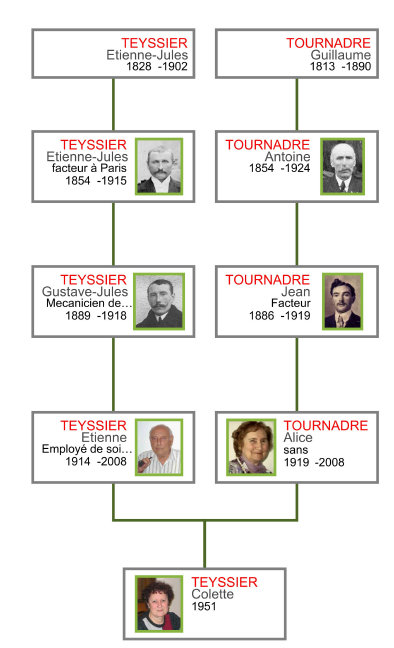 TEYSSIER
Etienne-Jules
1828 -1902
TOURNADRE
Guillaume
1813 -1890
TEYSSIER
Etienne-Jules
facteur à Paris
1854 -1915
TOURNADRE
Antoine
1854 -1924
TEYSSIER
Gustave-Jules
Mecanicien de...
1889 -1918
TOURNADRE
Jean
Facteur
1886 -1919
TEYSSIER
Etienne
Employé de soi...
1914 -2008
TOURNADRE
Alice
sans
1919 -2008
TEYSSIER
Colette
1951